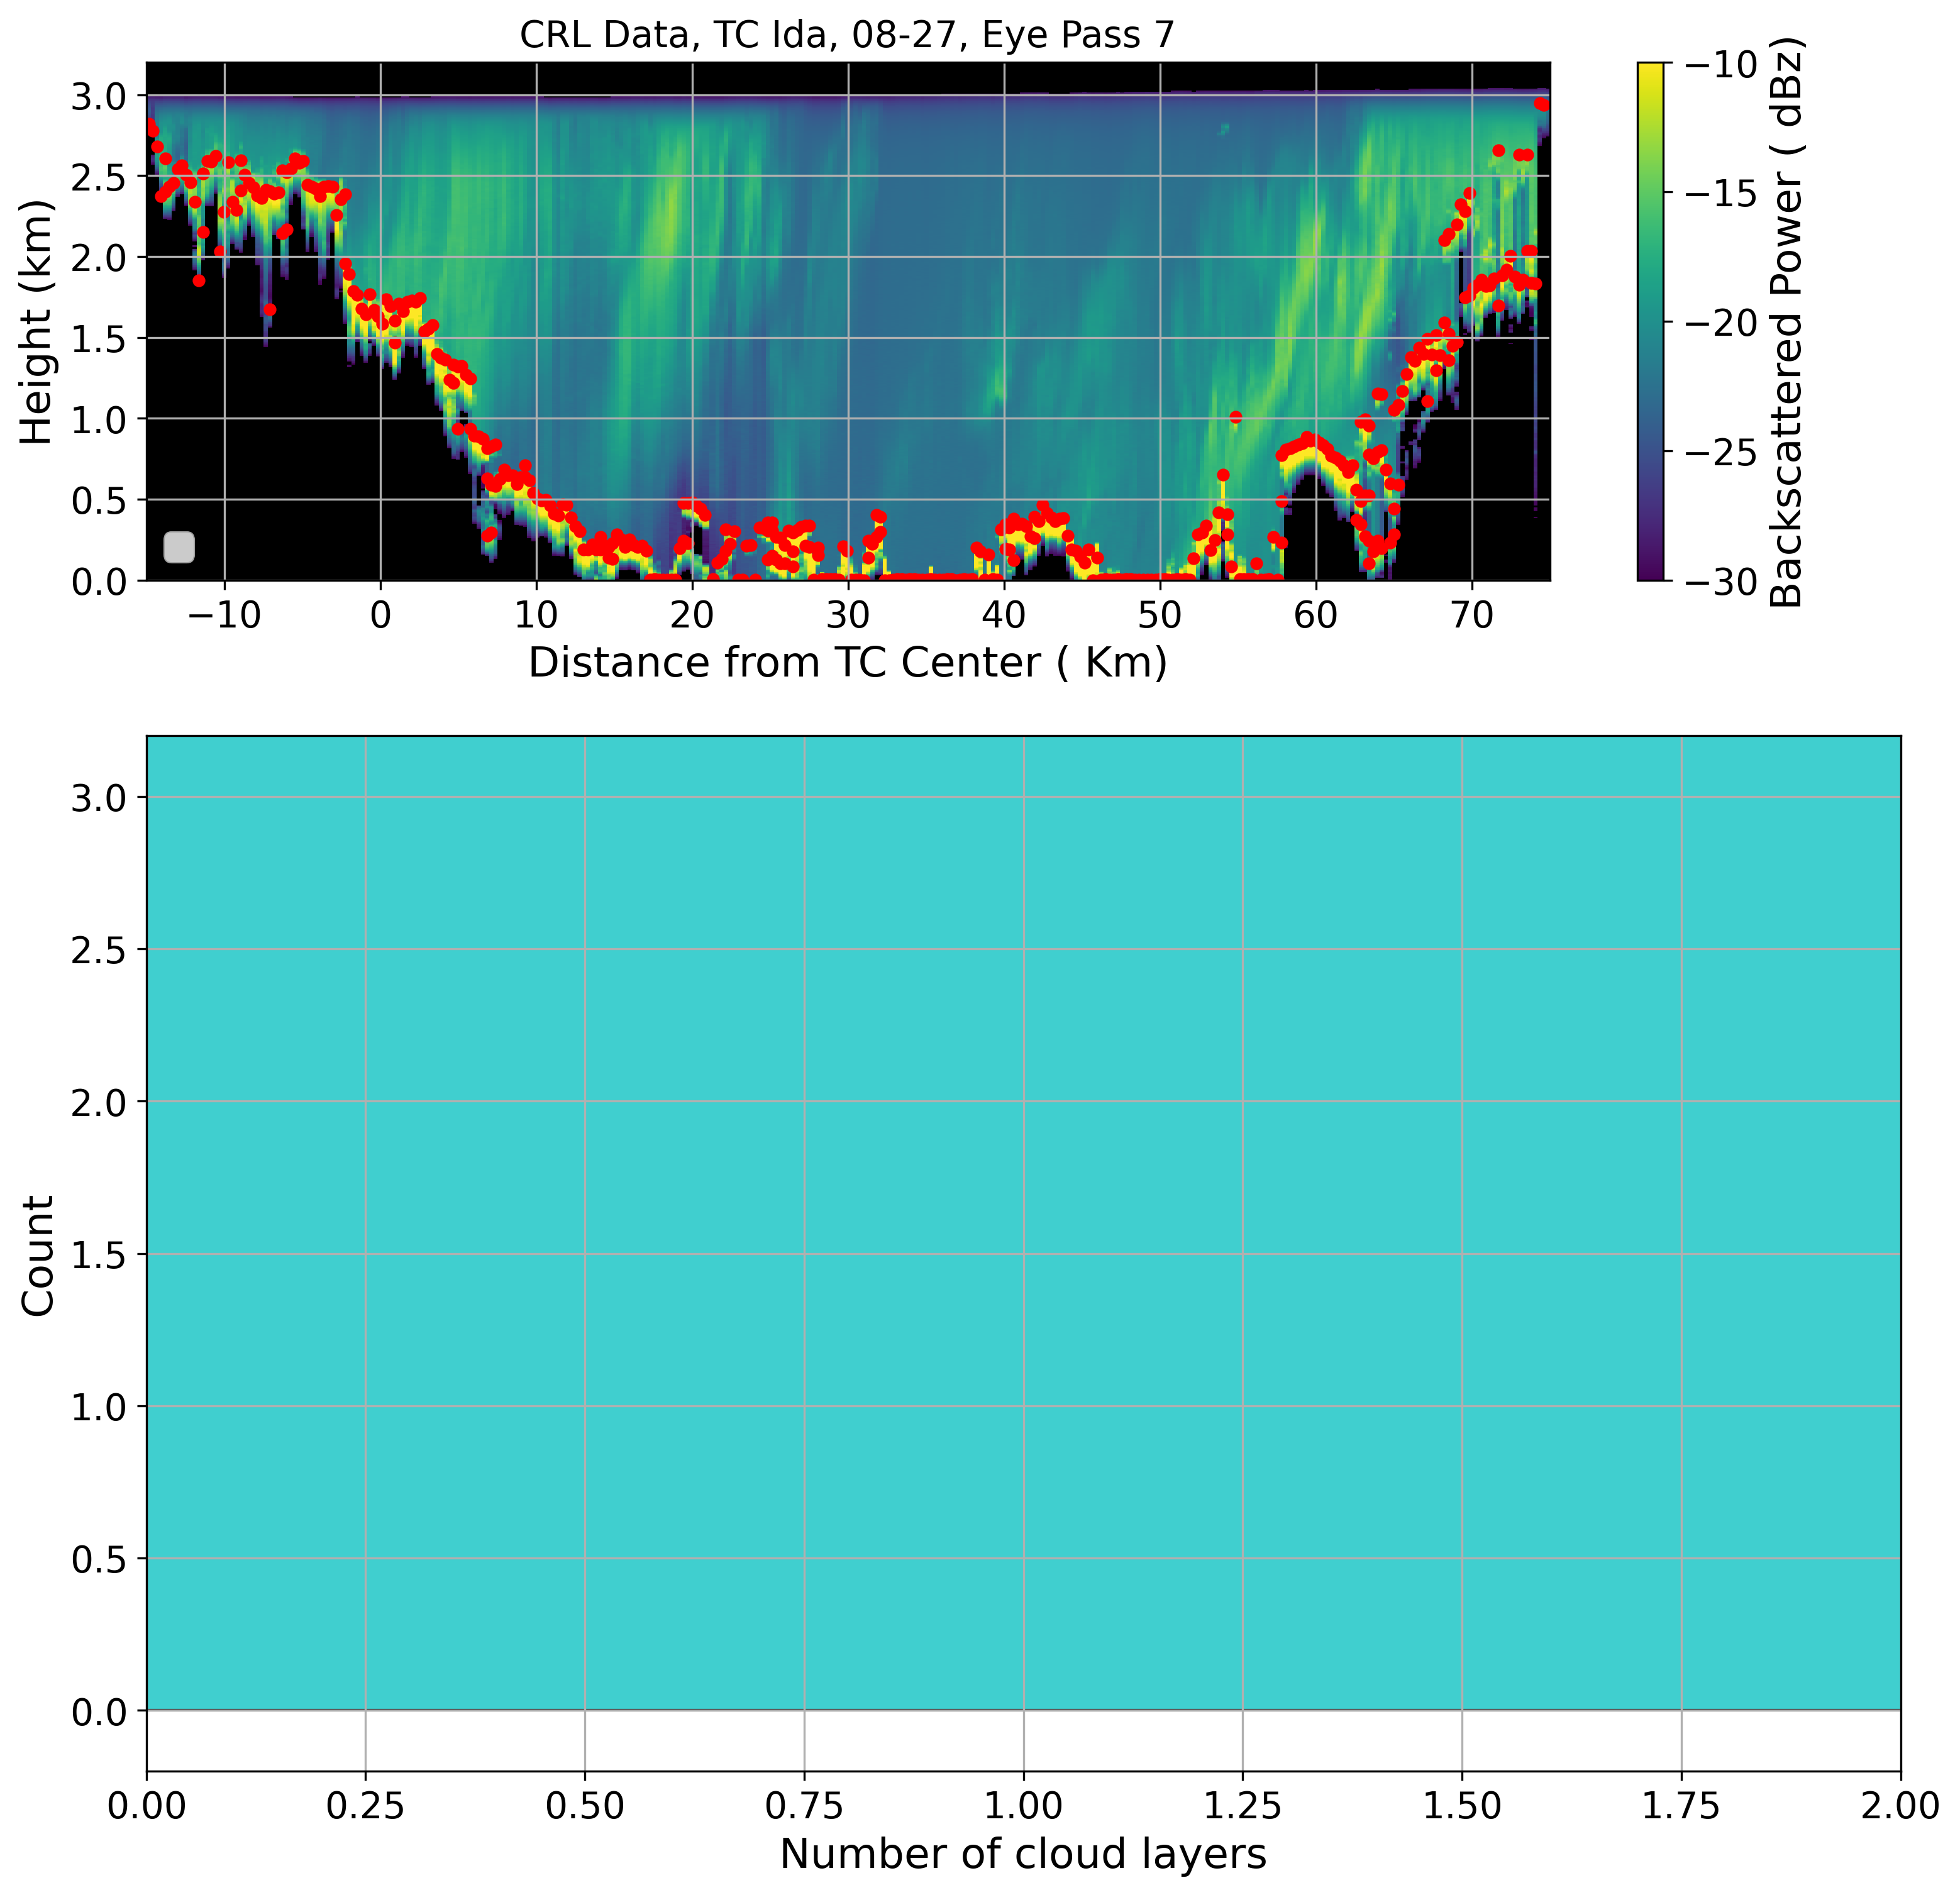 CRL Data, TC Ida, 08-27, Eye Pass 7
Height (km)
3.0
2.5
2.0
1.5
1.0
0.5
0.0
−10 0 10 20 30 40 50 60 70
Distance from TC Center ( Km)
−10
−15
−20
−25
−30
Backscattered Power ( dBz)
Count
3.0
2.5
2.0
1.5
1.0
0.5
0.0
0.00 0.25 0.50 0.75 1.00 1.25 1.50 1.75 2.00
Number of cloud layers